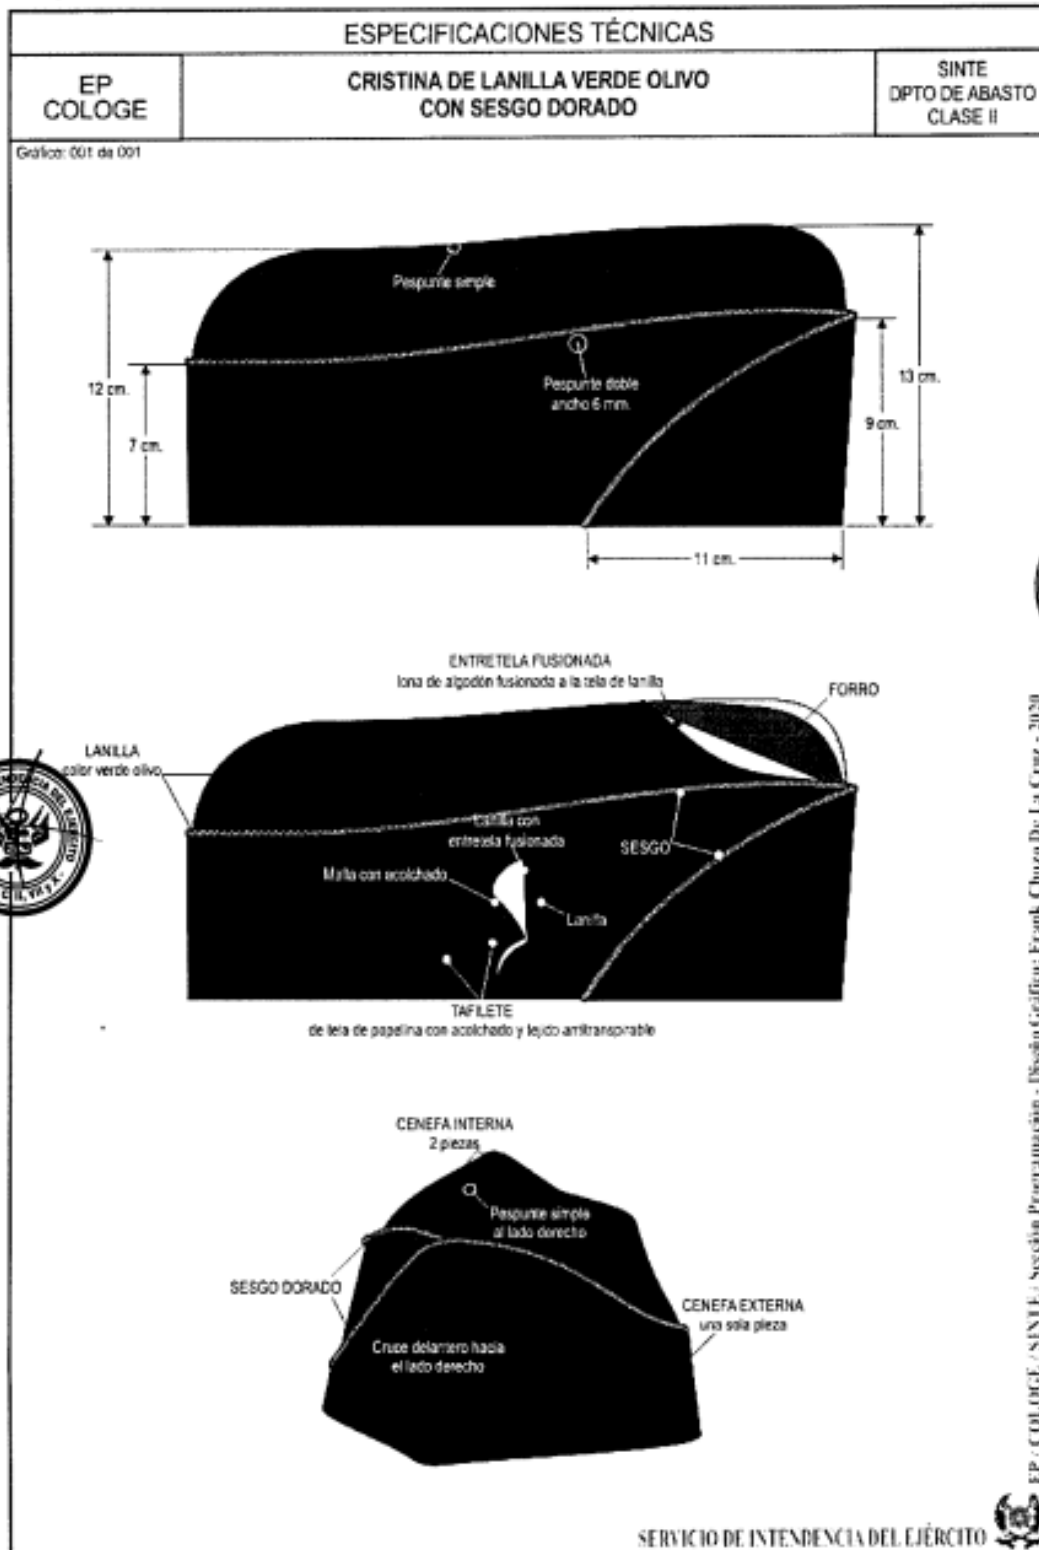 ESPECIFICACIONES TÉCNICAS
EP
COLOGE
CRISTINA DE LANILLA VERDE OLIVO
CON SESGO DORADO
SINTE
DPTO DE ABASTO
CLASE II
Gráfico: 001 de 001
Pespunte simple
Pespunte doble
ancho 6 mm.
12 cm.
7 cm.
13 cm.
9 cm.
11 cm.
ENTRETELA FUSIONADA
lona de algodón fusionada a la tela de lanilla
FORRO
LANILLA
color verde olivo
Lanilla con
entretela fusionada
SESGO
Malla con acolchado
Lanilla
TAFILETE
de tela de popelina con acolchado y tejido antitranspirable
CENEFA INTERNA
2 piezas
Pespunte simple
al lado derecho
SESGO DORADO
CENEFA EXTERNA
una sola pieza
Cruce delantero hacia
el lado derecho
EP / COLOGE / SINTE / Sección Programación - Diseño Gráfico: Frank Chuza De La Cruz - 2020
SERVICIO DE INTENDENCIA DEL EJÉRCITO